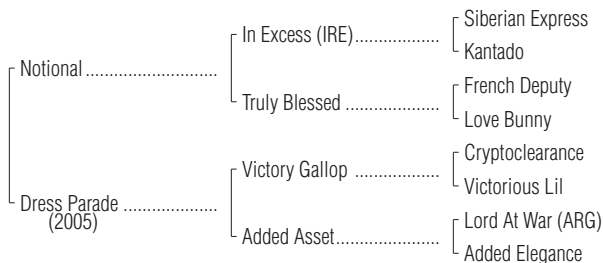 Siberian Express
In Excess (IRE)...................
Kantado
Notional.............................
French Deputy
Truly Blessed .....................
Love Bunny
Cryptoclearance
Victory Gallop ...................
Victorious Lil
Dress Parade .....................
(2005)
Lord At War (ARG)
Added Asset.......................
Added Elegance